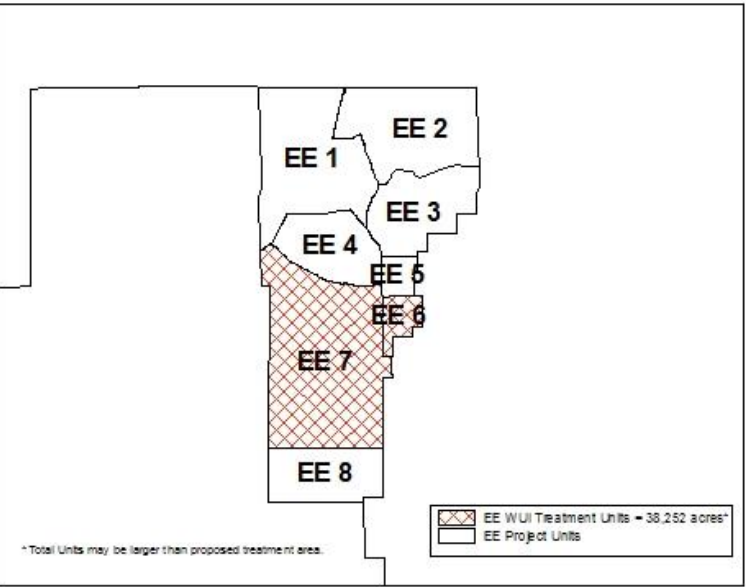 EE 2
EE 1
EE 3
EE 4
EE 5
EE 6
EE 7
EE 8
EE WUI Treatment Units = 38,252 acres*
EE Project Units
*Total Units may be larger than proposed treatment area.